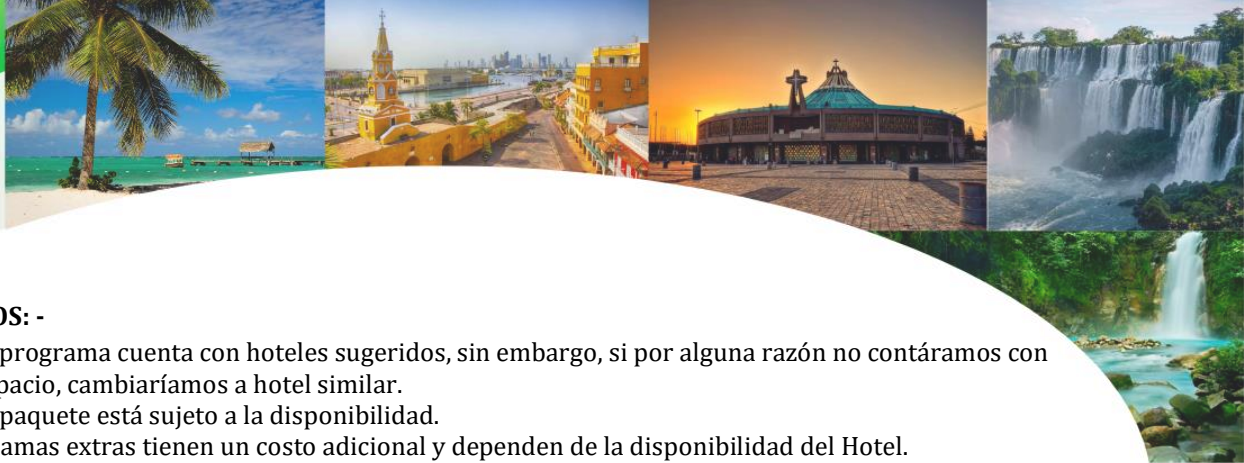 OS: -
programa cuenta con hoteles sugeridos, sin embargo, si por alguna razón no contáramos con
pacio, cambiaríamos a hotel similar.
paquete está sujeto a la disponibilidad.
amas extras tienen un costo adicional y dependen de la disponibilidad del Hotel.